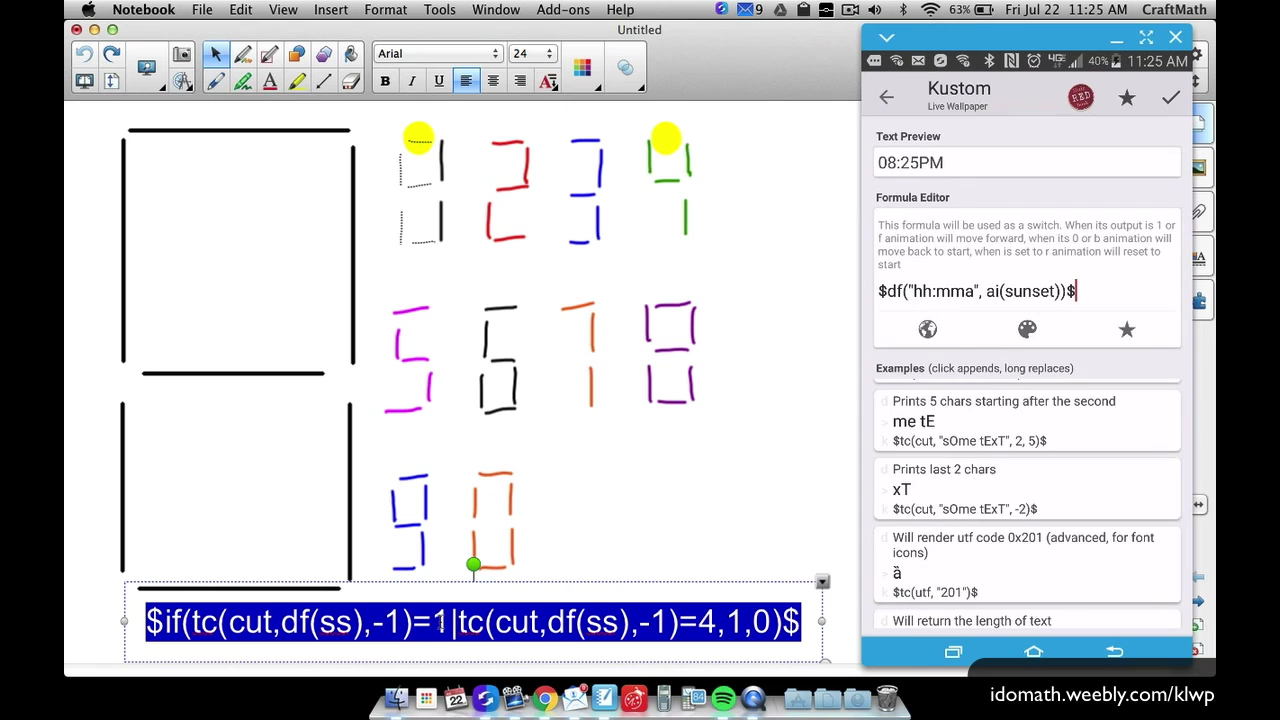 Notebook File Edit View Insert Format Tools Window Add-ons Help 9 63% Fri Jul 22 11:25 AM CraftMath
Untitled
Arial 24
B I U A
$if(tc(cut,df(ss),-1)=1|tc(cut,df(ss),-1)=4,1,0)$
4G 40% 11:25 AM
Kustom
Live Wallpaper
RED
Text Preview
08:25PM
Formula Editor
This formula will be used as a switch. When its output is 1 or
f animation will move forward, when its 0 or b animation will
move back to start, when is set to r animation will reset to
start
$df("hh:mma", ai(sunset))$
Examples (click appends, long replaces)
Prints 5 chars starting after the second
me tE
$tc(cut, "sOme tExT", 2, 5)$
Prints last 2 chars
xT
$tc(cut, "sOme tExT", -2)$
Will render utf code 0x201 (advanced, for font
icons)
ȁ
$tc(utf, "201")$
Will return the length of text
22
idomath.weebly.com/klwp